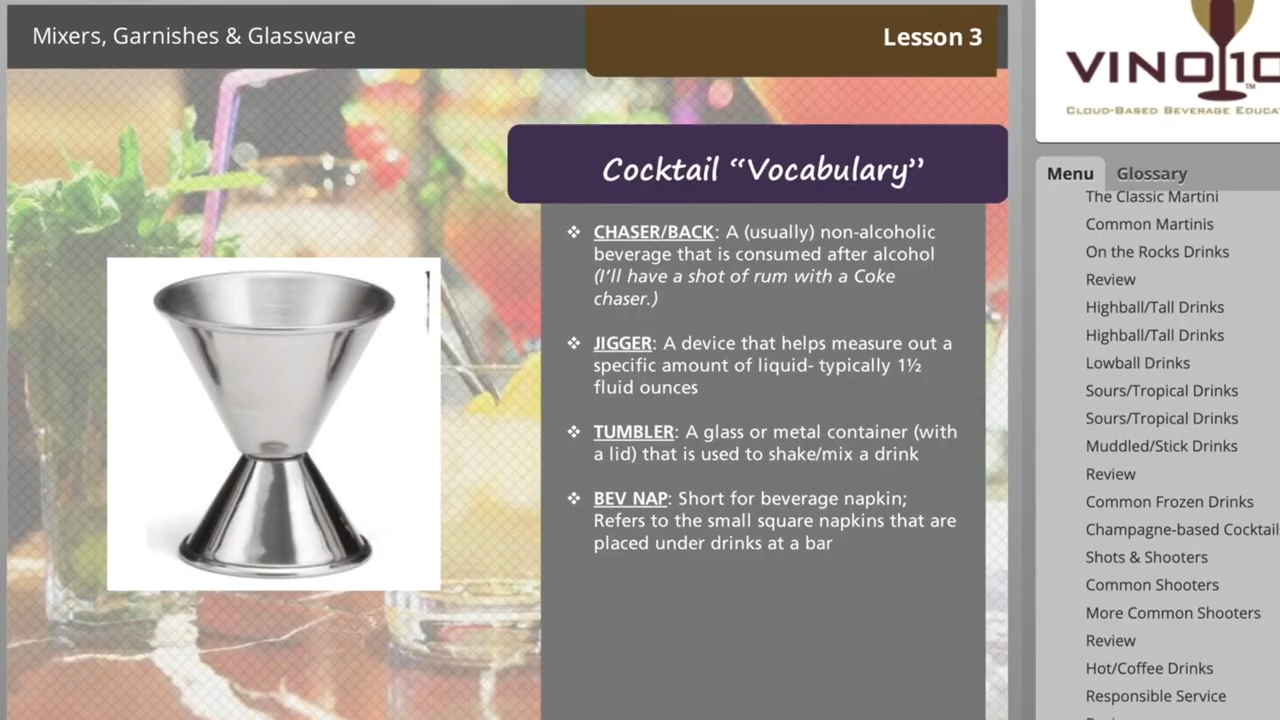 Mixers, Garnishes & Glassware
Lesson 3
Cocktail “Vocabulary”
❖ CHASER/BACK: A (usually) non-alcoholic
beverage that is consumed after alcohol
(I’ll have a shot of rum with a Coke
chaser.)
❖ JIGGER: A device that helps measure out a
specific amount of liquid- typically 1½
fluid ounces
❖ TUMBLER: A glass or metal container (with
a lid) that is used to shake/mix a drink
❖ BEV NAP: Short for beverage napkin;
Refers to the small square napkins that are
placed under drinks at a bar
VINO10
TM
CLOUD-BASED BEVERAGE EDUCA
Menu
Glossary
The Classic Martini
Common Martinis
On the Rocks Drinks
Review
Highball/Tall Drinks
Highball/Tall Drinks
Lowball Drinks
Sours/Tropical Drinks
Sours/Tropical Drinks
Muddled/Stick Drinks
Review
Common Frozen Drinks
Champagne-based Cocktail
Shots & Shooters
Common Shooters
More Common Shooters
Review
Hot/Coffee Drinks
Responsible Service